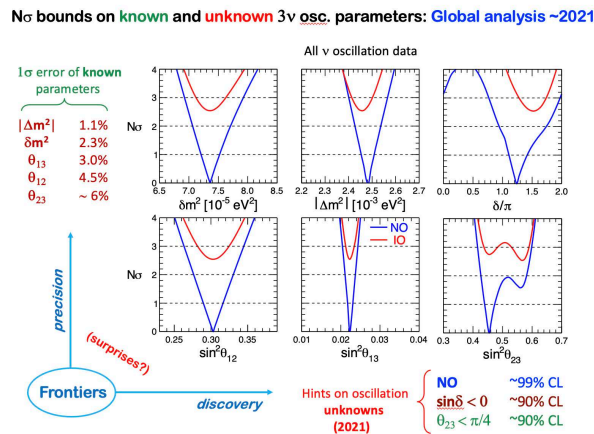 Nσ bounds on known and unknown 3ν osc. parameters: Global analysis ~2021
All ν oscillation data
1σ error of known
parameters
|Δm²| 1.1%
δm² 2.3%
θ13 3.0%
θ12 4.5%
θ23 ~ 6%
Nσ
4
3
2
1
0
6.5 7.0 7.5 8.0 8.5
δm² [10⁻⁵ eV²]
2.2 2.3 2.4 2.5 2.6 2.7
|Δm²| [10⁻³ eV²]
0.0 0.5 1.0 1.5 2.0
δ/π
Nσ
4
3
2
1
0
NO
IO
0.25 0.30 0.35
sin²θ12
0.01 0.02 0.03 0.04
sin²θ13
0.3 0.4 0.5 0.6 0.7
sin²θ23
precision
(surprises?)
Frontiers
discovery
Hints on oscillation
unknowns
(2021)
NO ~99% CL
sinδ < 0 ~90% CL
θ23 < π/4 ~90% CL